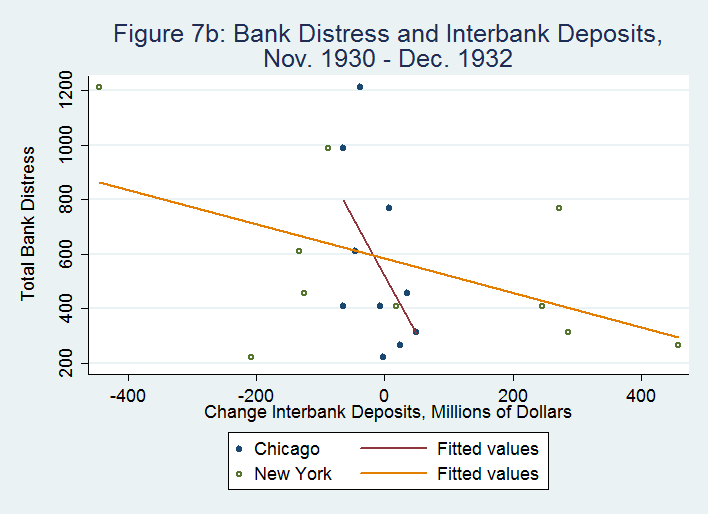 Figure 7b: Bank Distress and Interbank Deposits,
Nov. 1930 - Dec. 1932
Total Bank Distress
1200
1000
800
600
400
200
-400 -200 0 200 400
Change Interbank Deposits, Millions of Dollars
Chicago Fitted values
New York Fitted values